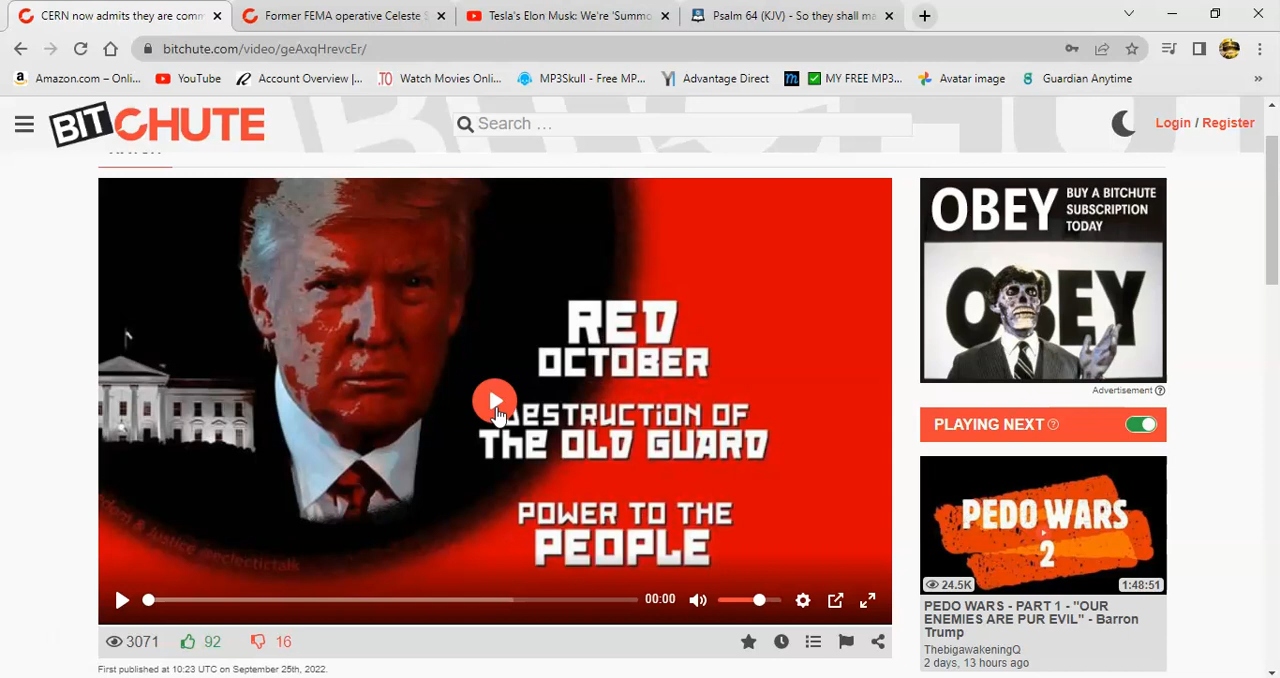 CERN now admits they are comm
Former FEMA operative Celeste S
Tesla's Elon Musk: We're 'Summo
Psalm 64 (KJV) - So they shall ma
bitchute.com/video/geAxqHrevcEr/
Amazon.com – Onli...
YouTube
Account Overview |...
.TO
Watch Movies Onlin...
MP3Skull - Free MP...
Advantage Direct
m
MY FREE MP3...
Avatar image
Guardian Anytime
»
BITCHUTE
Search ...
Login / Register
RED
OCTOBER
DESTRUCTION OF
THE OLD GUARD
POWER TO THE
PEOPLE
& Justice @eclectictalk
00:00
3071
92
16
First published at 10:23 UTC on September 25th, 2022.
OBEY
BUY A BITCHUTE
SUBSCRIPTION
TODAY
OBEY
Advertisement
PLAYING NEXT
PEDO WARS
2
24.5K
1:48:51
PEDO WARS - PART 1 - "OUR
ENEMIES ARE PUR EVIL" - Barron
Trump
ThebigawakeningQ
2 days, 13 hours ago